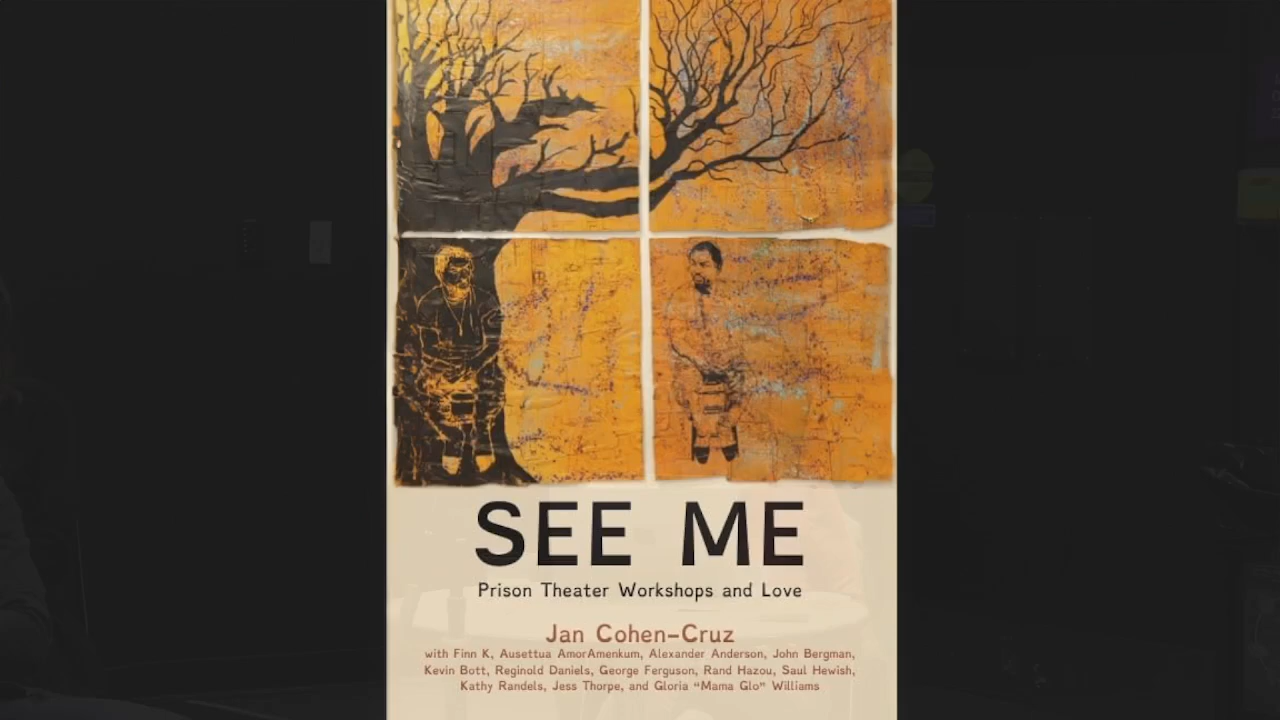 SEE ME
Prison Theater Workshops and Love
Jan Cohen-Cruz
with Finn K, Ausettua AmorAmenkum, Alexander Anderson, John Bergman,
Kevin Bott, Reginold Daniels, George Ferguson, Rand Hazou, Saul Hewish,
Kathy Randels, Jess Thorpe, and Gloria “Mama Glo” Williams